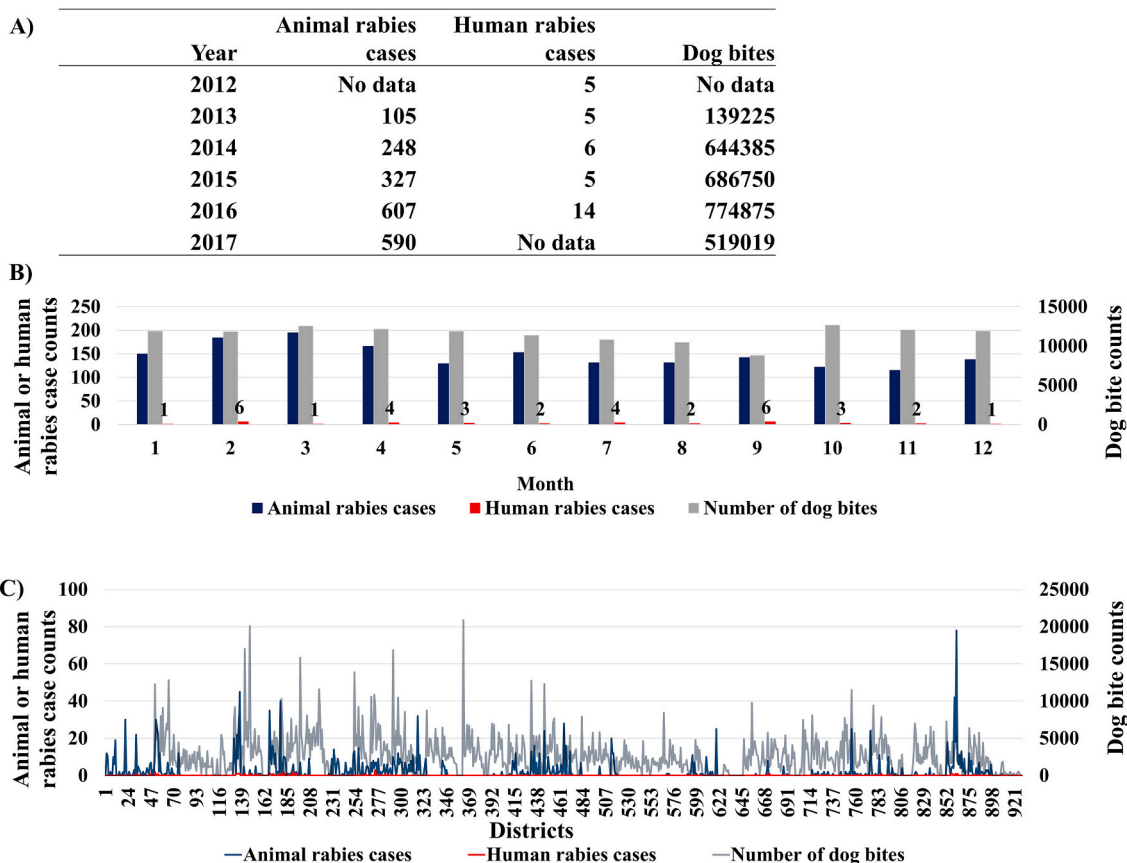 A)
Animal rabies Human rabies
Year cases cases Dog bites
2012 No data 5 No data
2013 105 5 139225
2014 248 6 644385
2015 327 5 686750
2016 607 14 774875
2017 590 No data 519019
B)
Animal or human
rabies case counts
250 15000
200
150 10000
100
50 5000
0 0
Dog bite counts
1 6 1 4 3 2 4 2 6 3 2 1
1 2 3 4 5 6 7 8 9 10 11 12
Month
Animal rabies cases Human rabies cases Number of dog bites
C)
Animal or human
rabies case counts
100 25000
80 20000
60 15000
40 10000
20 5000
0 0
Dog bite counts
1 24 47 70 93 116 139 162 185 208 231 254 277 300 323 346 369 392 415 438 461 484 507 530 553 576 599 622 645 668 691 714 737 760 783 806 829 852 875 898 921
Districts
Animal rabies cases Human rabies cases Number of dog bites